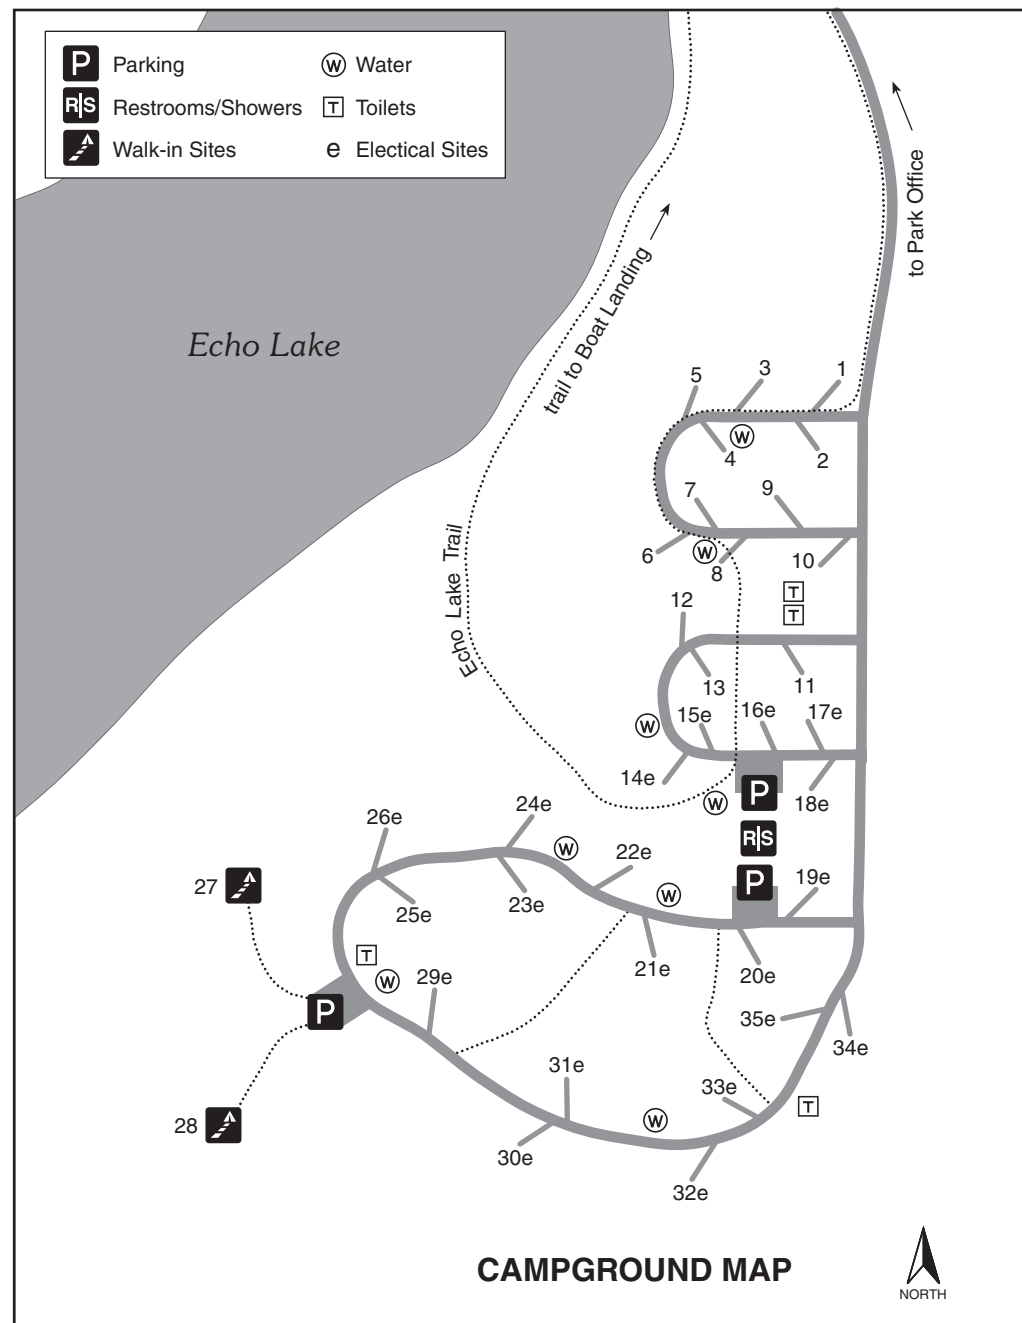 P Parking
W Water
R|S Restrooms/Showers
T Toilets
Walk-in Sites
e Electical Sites
to Park Office
trail to Boat Landing
Echo Lake
Echo Lake Trail
5
3
1
4
2
W
7
9
6
W
8
10
T
T
12
13
11
W
15e
16e
17e
14e
W
P
18e
R|S
24e
26e
W
22e
P
19e
27
W
25e
23e
21e
20e
T
W
29e
P
35e
34e
31e
33e
28
W
T
30e
32e
CAMPGROUND MAP
NORTH